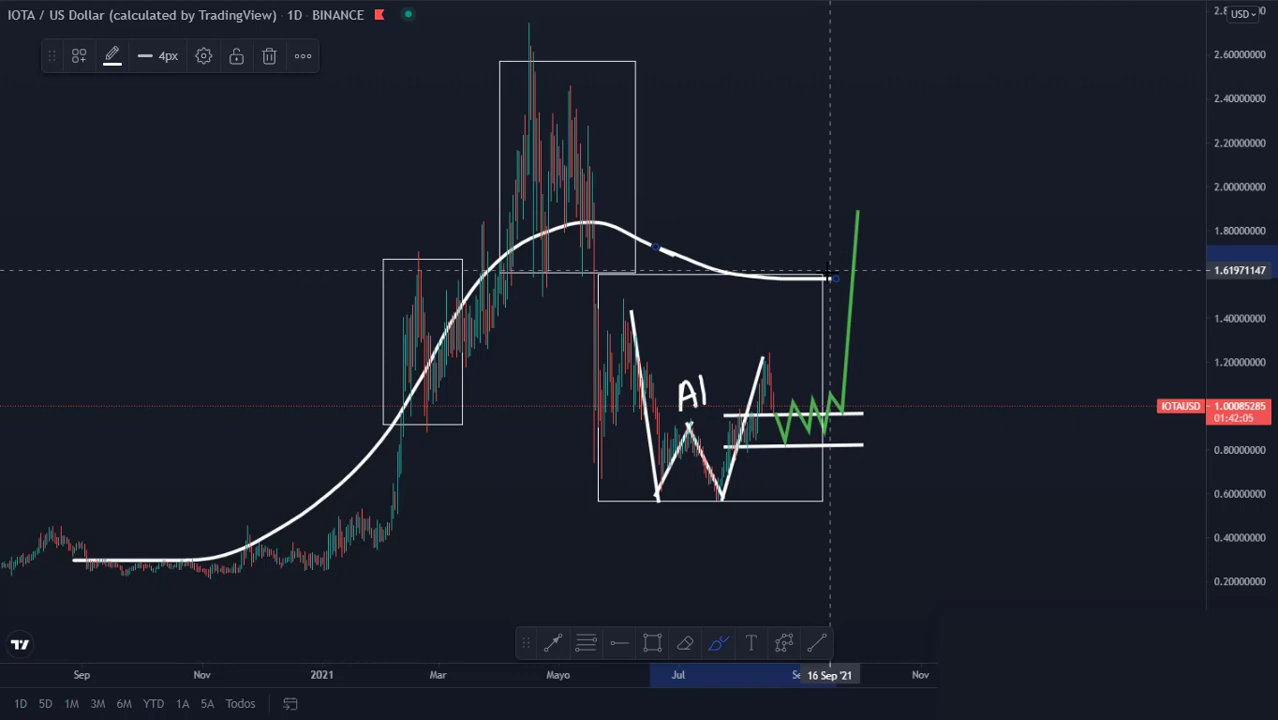 IOTA / US Dollar (calculated by TradingView) · 1D · BINANCE
USD
4px
2.60000000
2.40000000
2.20000000
2.00000000
1.80000000
1.61971147
1.40000000
1.20000000
IOTAUSD 1.00085285
01:42:05
0.80000000
0.60000000
0.40000000
0.20000000
Sep Nov 2021 Mar Mayo Jul 16 Sep '21 Nov
1D 5D 1M 3M 6M YTD 1A 5A Todos